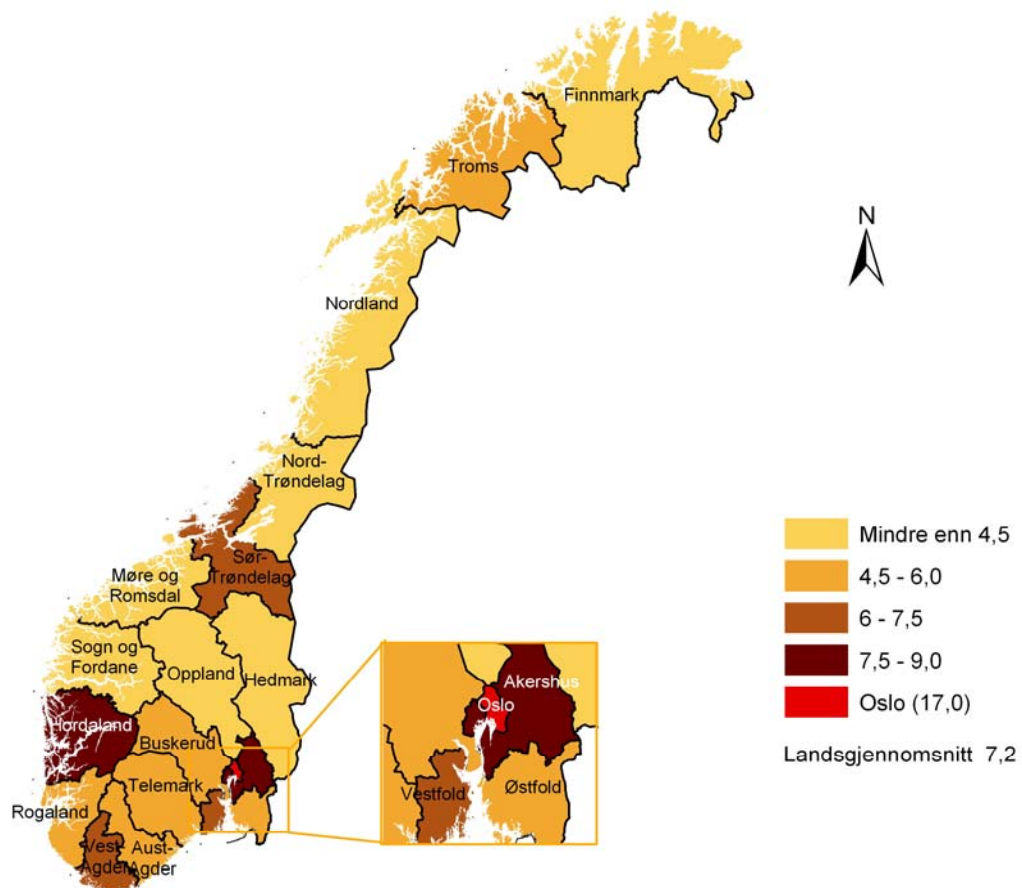 Finnmark
Troms
N
Nordland
Nord-
Trøndelag
Sør-
Trøndelag
Møre og
Romsdal
Sogn og
Fordane
Oppland
Hedmark
Hordaland
Buskerud
Telemark
Rogaland
Vest-
Agder
Aust-
Agder
Akershus
Oslo
Vestfold
Østfold
Mindre enn 4,5
4,5 - 6,0
6 - 7,5
7,5 - 9,0
Oslo (17,0)
Landsgjennomsnitt 7,2